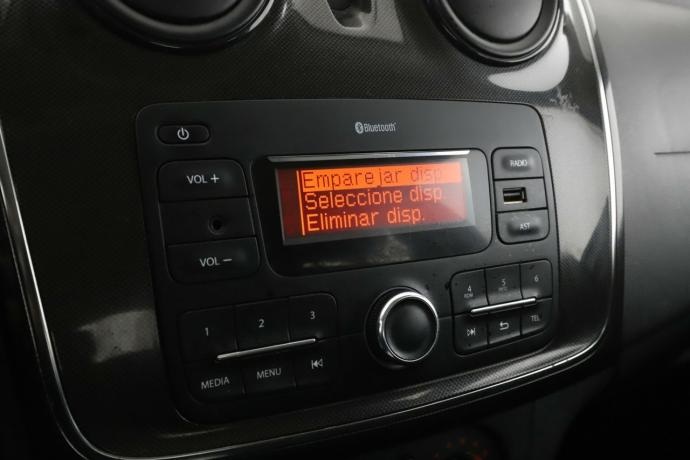 Bluetooth
VOL +
VOL −
Emparejar disp.
Seleccione disp.
Eliminar disp.
RADIO
AST
1 2 3
4 5 6
RDM
MEDIA MENU
TEL